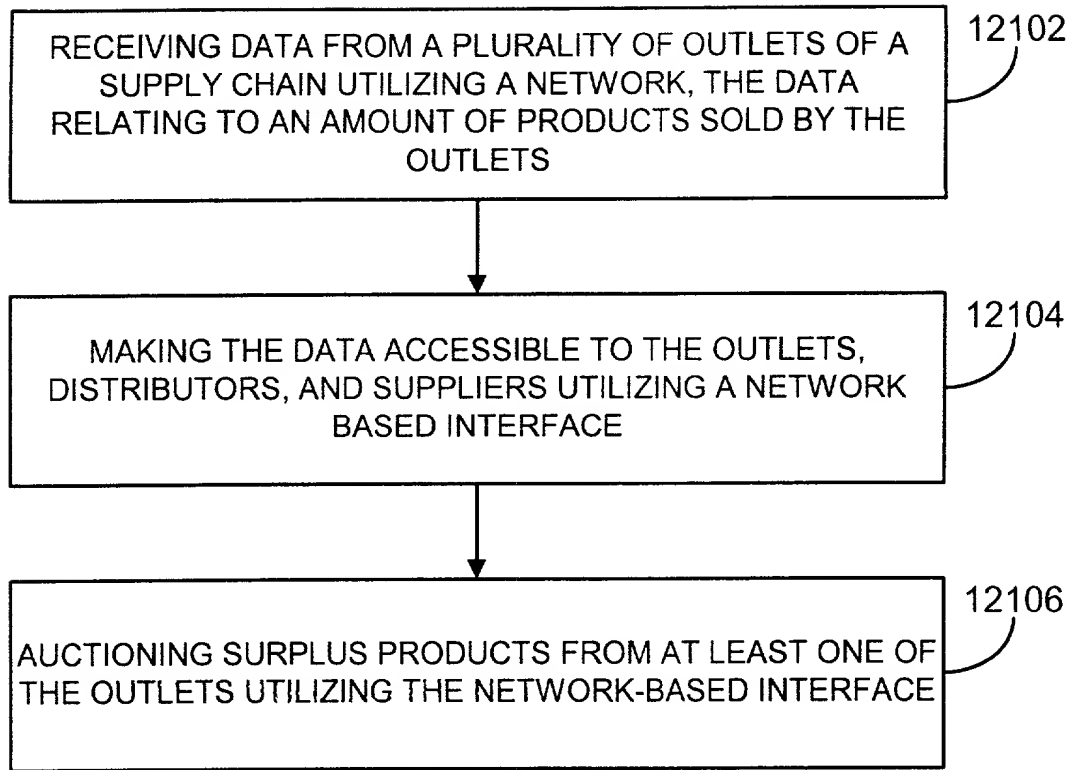 RECEIVING DATA FROM A PLURALITY OF OUTLETS OF A
SUPPLY CHAIN UTILIZING A NETWORK, THE DATA
RELATING TO AN AMOUNT OF PRODUCTS SOLD BY THE
OUTLETS
12102
MAKING THE DATA ACCESSIBLE TO THE OUTLETS,
DISTRIBUTORS, AND SUPPLIERS UTILIZING A NETWORK
BASED INTERFACE
12104
AUCTIONING SURPLUS PRODUCTS FROM AT LEAST ONE OF
THE OUTLETS UTILIZING THE NETWORK-BASED INTERFACE
12106